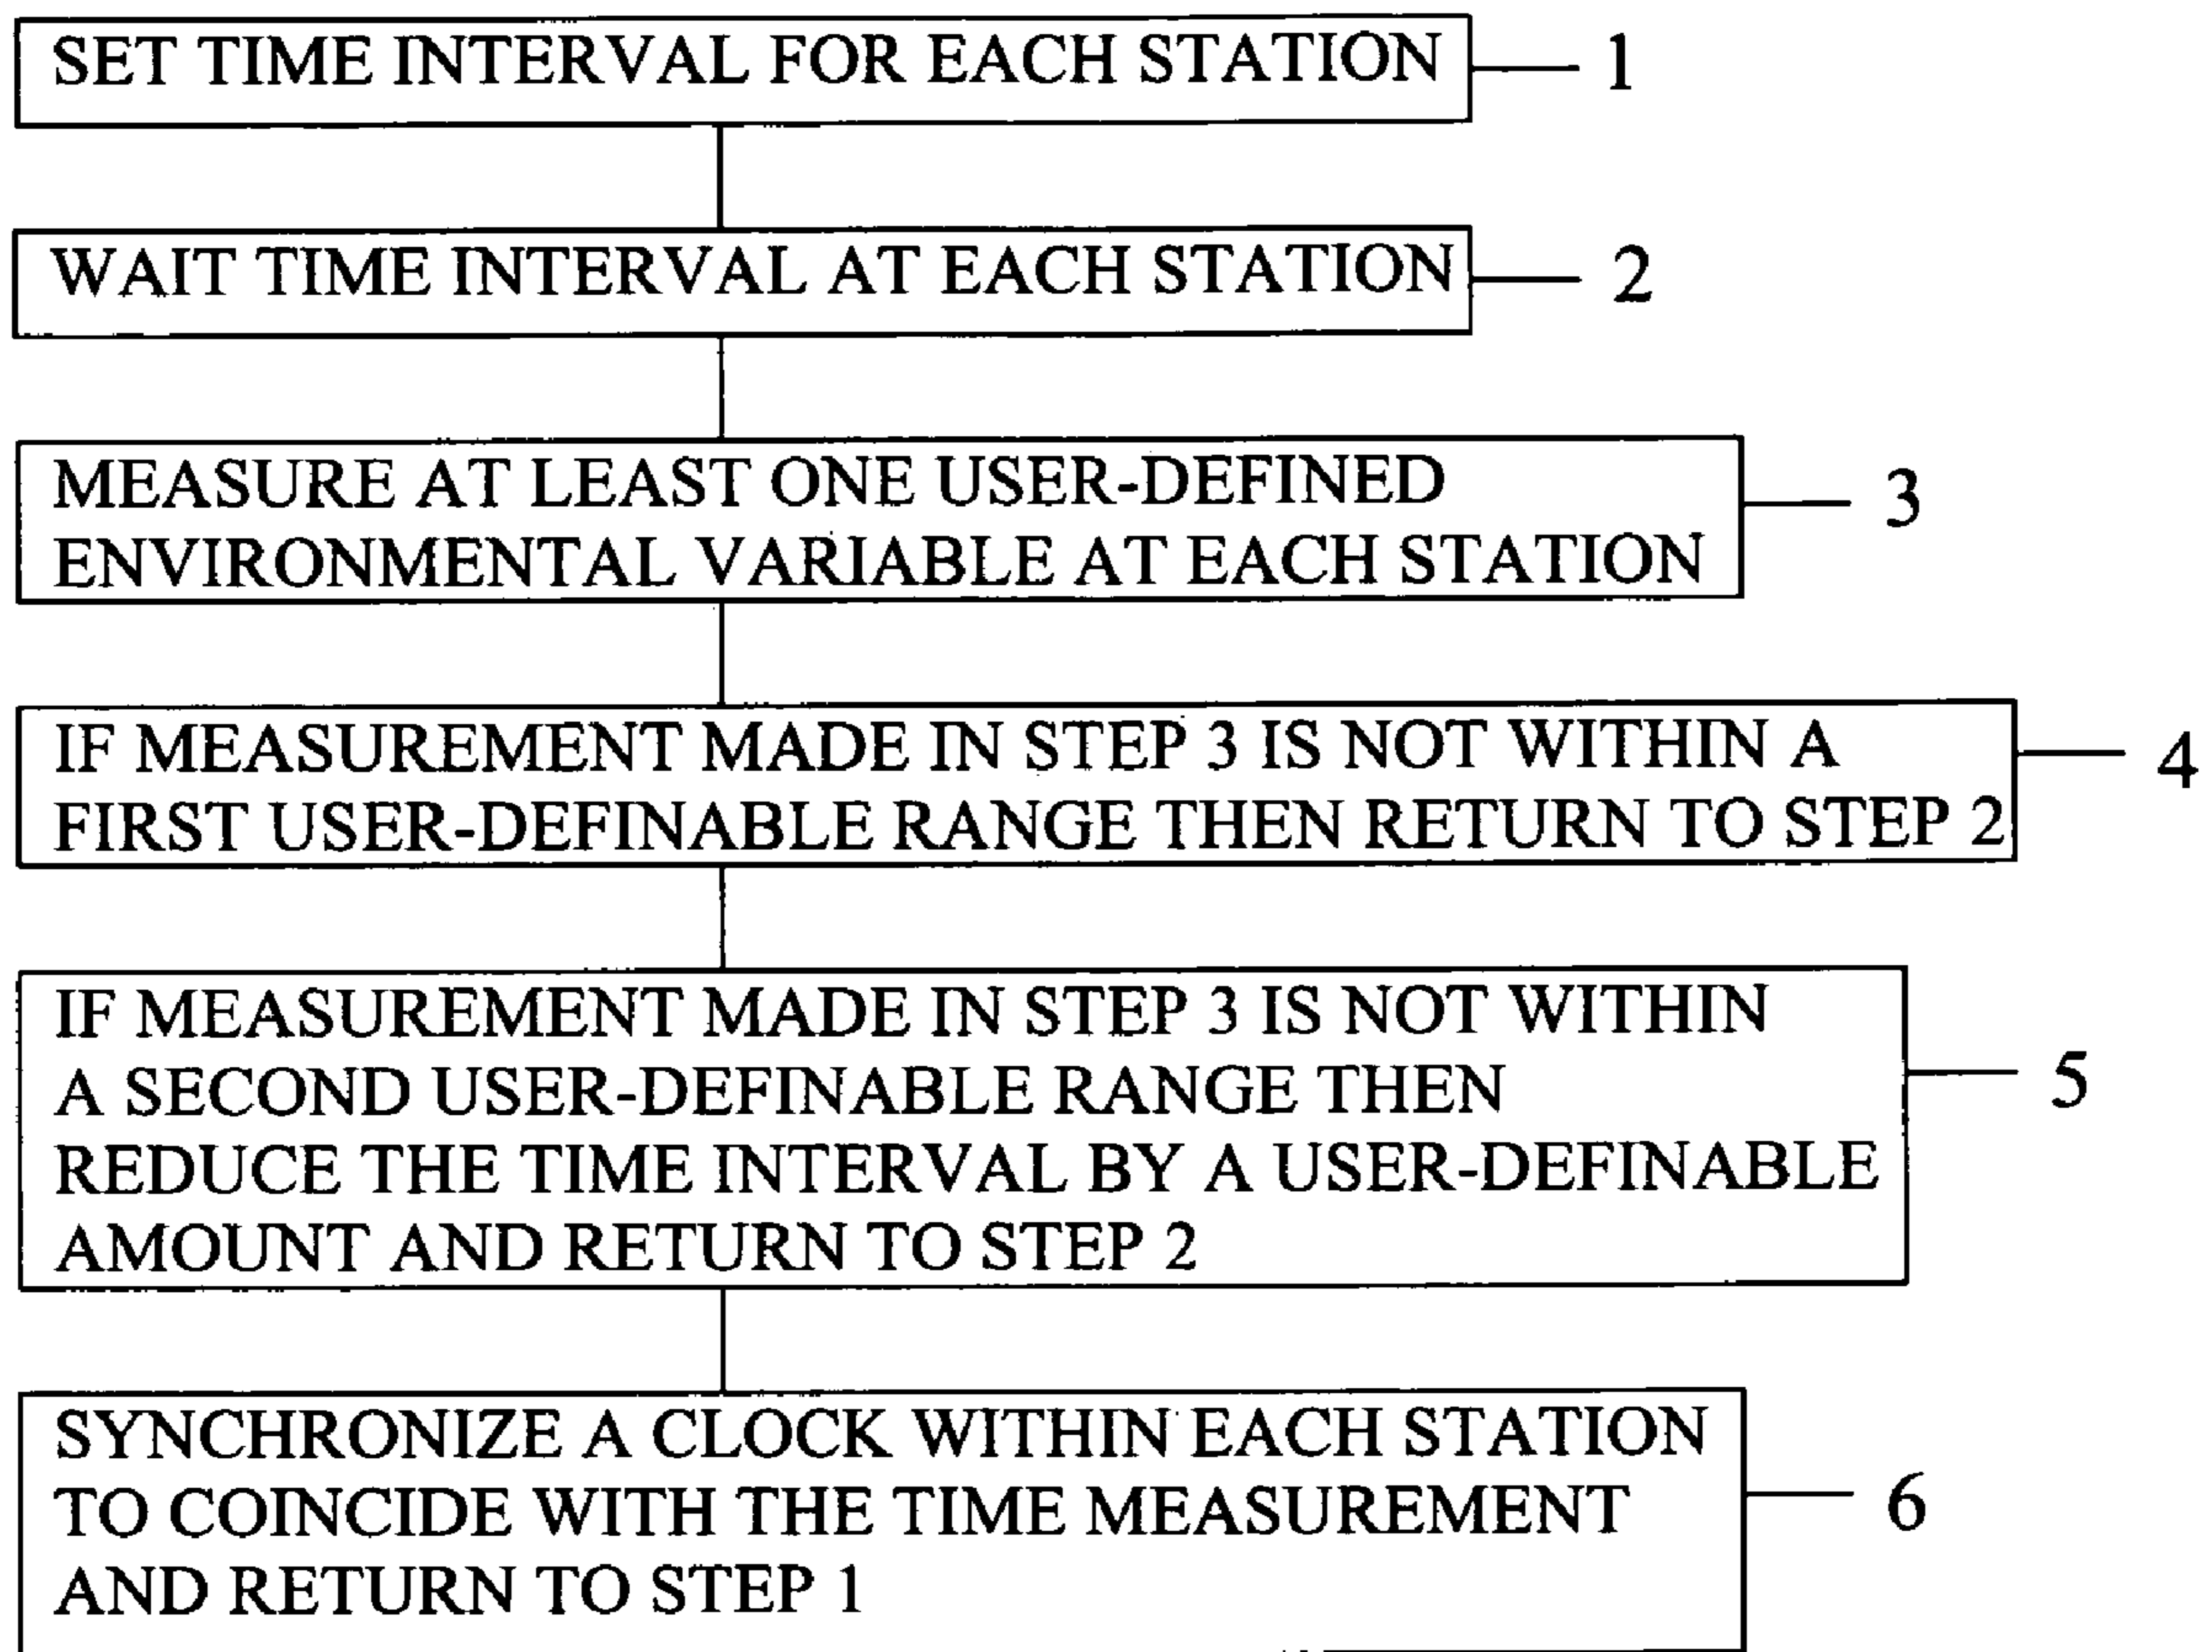 SET TIME INTERVAL FOR EACH STATION
1
WAIT TIME INTERVAL AT EACH STATION
2
MEASURE AT LEAST ONE USER-DEFINED
ENVIRONMENTAL VARIABLE AT EACH STATION
3
IF MEASUREMENT MADE IN STEP 3 IS NOT WITHIN A
FIRST USER-DEFINABLE RANGE THEN RETURN TO STEP 2
4
IF MEASUREMENT MADE IN STEP 3 IS NOT WITHIN
A SECOND USER-DEFINABLE RANGE THEN
REDUCE THE TIME INTERVAL BY A USER-DEFINABLE
AMOUNT AND RETURN TO STEP 2
5
SYNCHRONIZE A CLOCK WITHIN EACH STATION
TO COINCIDE WITH THE TIME MEASUREMENT
AND RETURN TO STEP 1
6